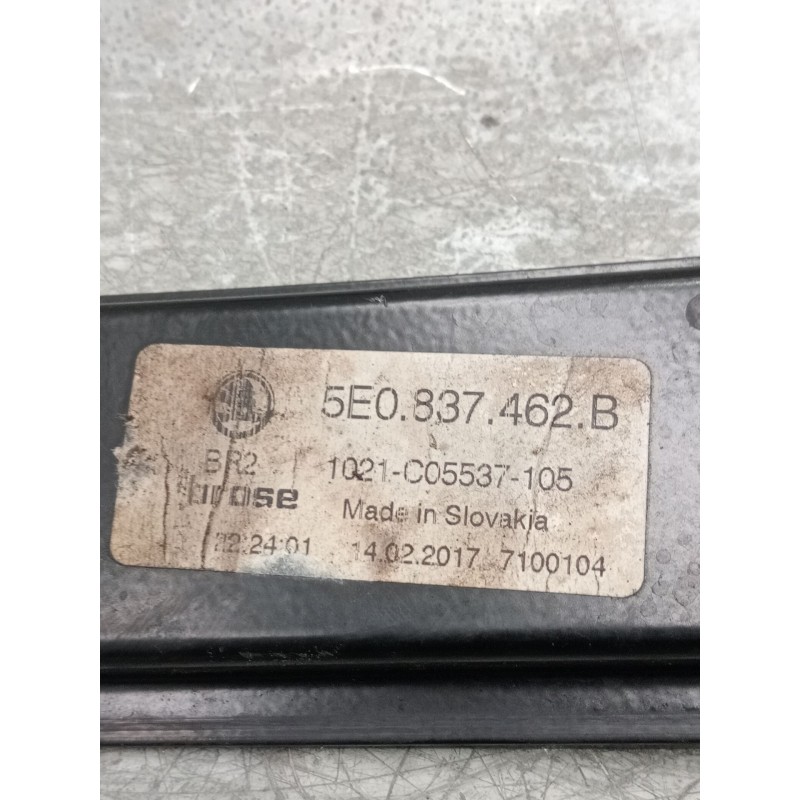 5E0.837.462.B
BR2 1021-C05537-105
brose Made in Slovakia
22:24:01 14.02.2017 7100104